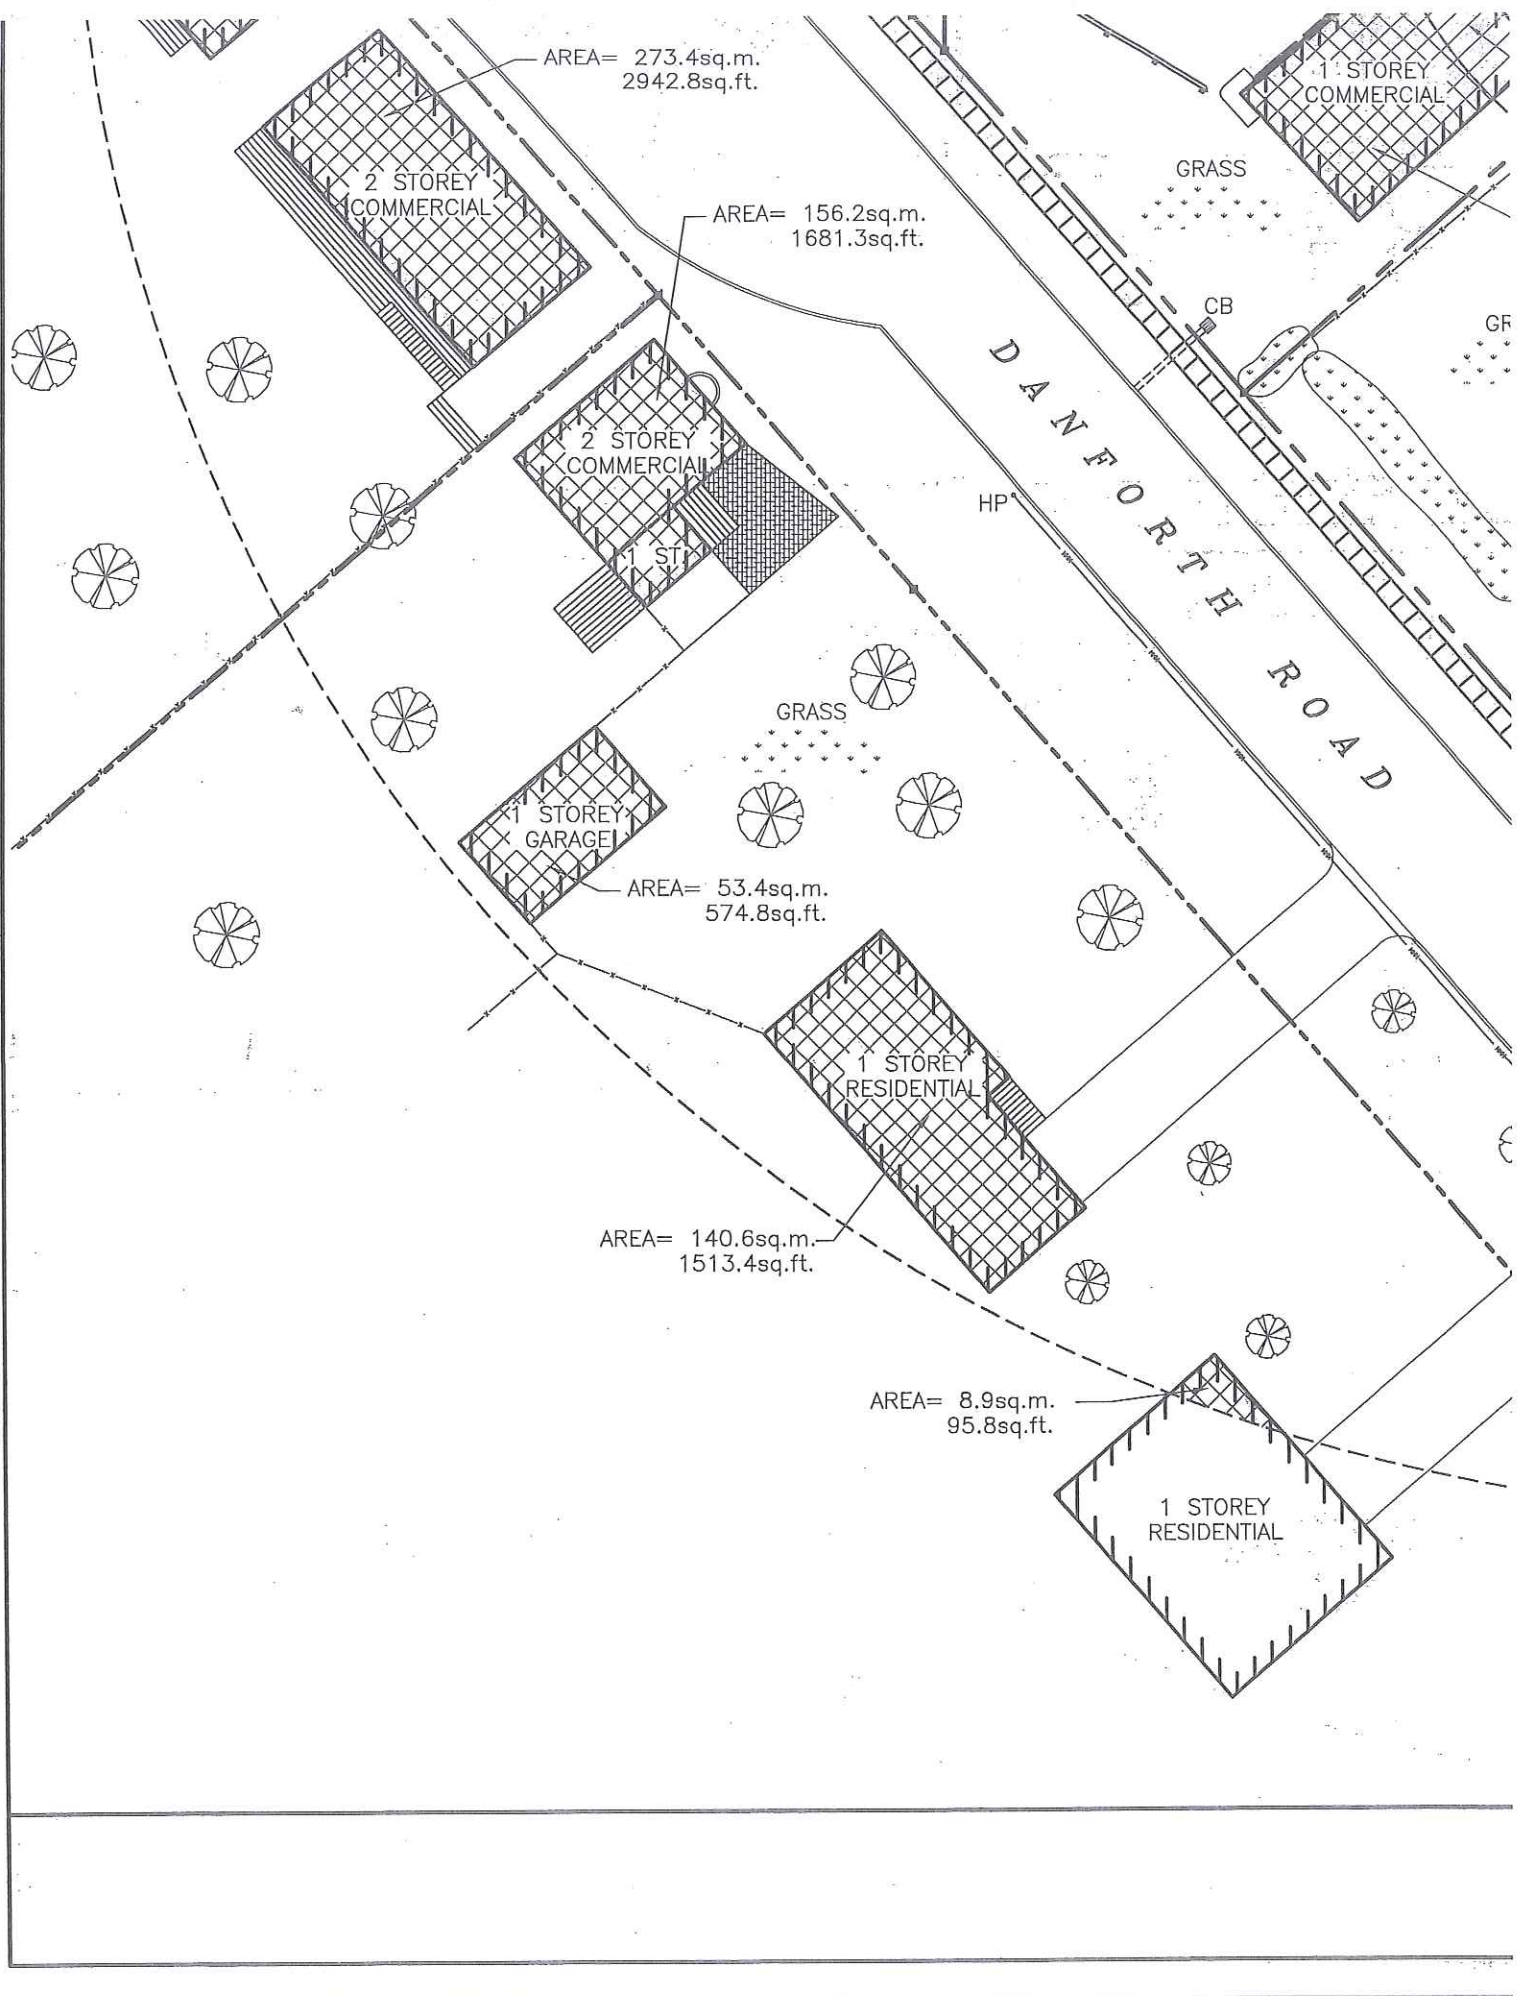 AREA= 273.4sq.m.
2942.8sq.ft.
1 STOREY
COMMERCIAL
GRASS
2 STOREY
COMMERCIAL
AREA= 156.2sq.m.
1681.3sq.ft.
CB
GR
DANFORTH ROAD
2 STOREY
COMMERCIAL
HP
1 ST.
GRASS
1 STOREY
GARAGE
AREA= 53.4sq.m.
574.8sq.ft.
1 STOREY
RESIDENTIAL
AREA= 140.6sq.m.
1513.4sq.ft.
AREA= 8.9sq.m.
95.8sq.ft.
1 STOREY
RESIDENTIAL